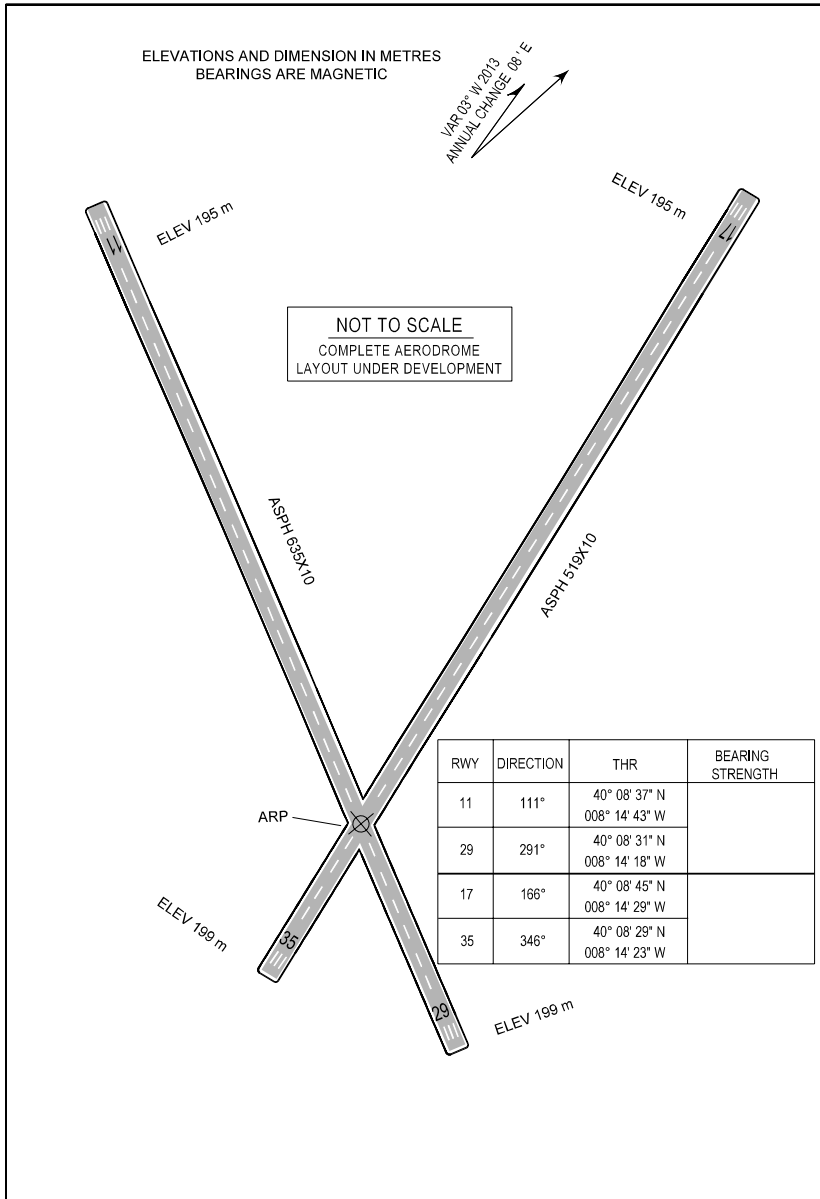 ELEVATIONS AND DIMENSION IN METRES
BEARINGS ARE MAGNETIC
VAR 03° W 2013
ANNUAL CHANGE 08 ' E
ELEV 195 m
ELEV 195 m
11
17
NOT TO SCALE
COMPLETE AERODROME
LAYOUT UNDER DEVELOPMENT
ASPH 635X10
ASPH 519X10
ARP
RWY DIRECTION THR BEARING STRENGTH
11 111° 40° 08' 37" N
008° 14' 43" W
29 291° 40° 08' 31" N
008° 14' 18" W
17 166° 40° 08' 45" N
008° 14' 29" W
35 346° 40° 08' 29" N
008° 14' 23" W
ELEV 199 m
35
29
ELEV 199 m